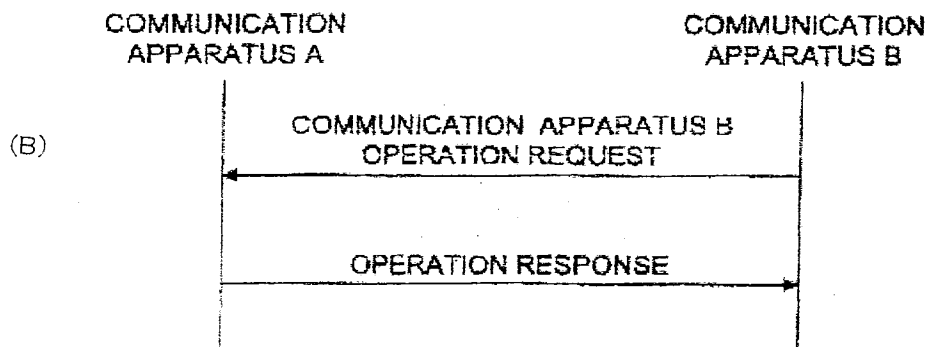 COMMUNICATION
APPARATUS A
COMMUNICATION
APPARATUS B
(B)
COMMUNICATION APPARATUS B
OPERATION REQUEST
OPERATION RESPONSE